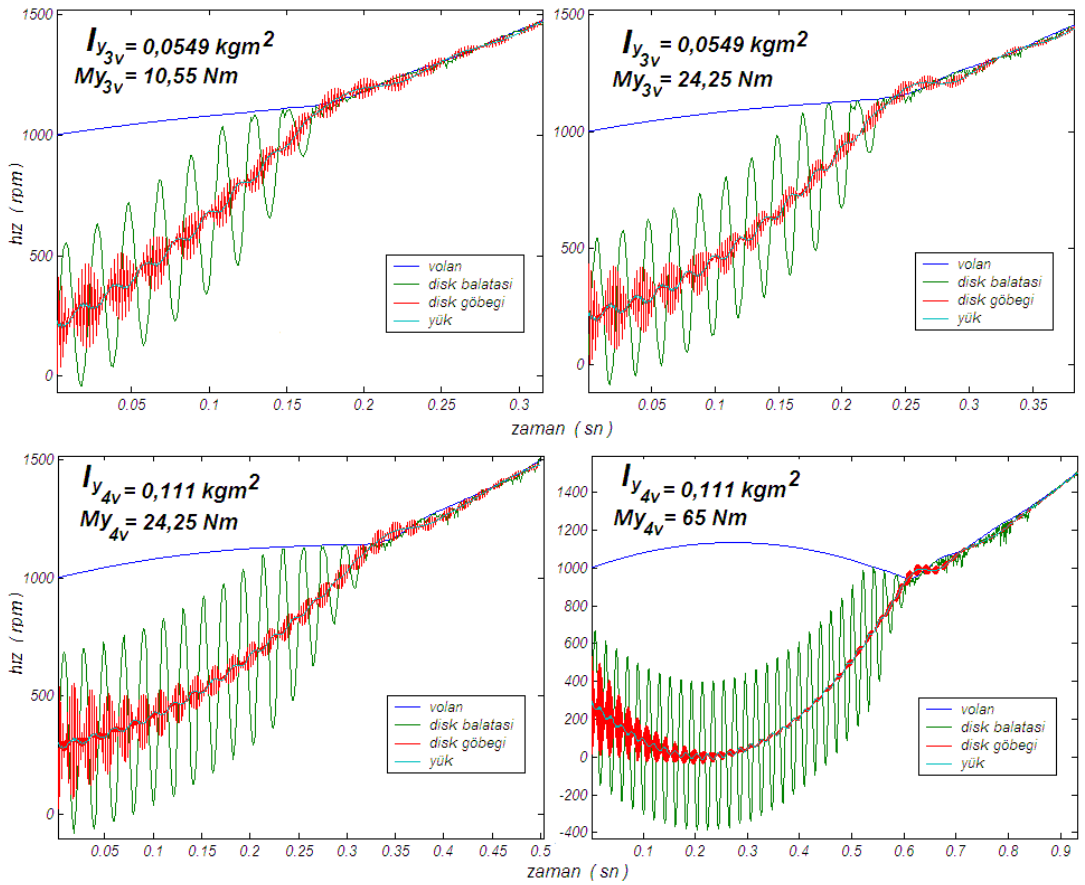 I y3v = 0,0549 kgm2
My3v = 10,55 Nm
hız ( rpm )
1500
1000
500
0
volan
disk balatasi
disk göbegi
yük
0.05 0.1 0.15 0.2 0.25 0.3
I y3v = 0,0549 kgm2
My3v = 24,25 Nm
1500
1000
500
0
volan
disk balatasi
disk göbegi
yük
0.05 0.1 0.15 0.2 0.25 0.3 0.35
zaman ( sn )
I y4v = 0,111 kgm2
My4v = 24,25 Nm
hız ( rpm )
1500
1000
500
0
volan
disk balatasi
disk göbegi
yük
0.05 0.1 0.15 0.2 0.25 0.3 0.35 0.4 0.45 0.5
I y4v = 0,111 kgm2
My4v = 65 Nm
1400
1200
1000
800
600
400
200
0
-200
-400
volan
disk balatasi
disk göbegi
yük
0.1 0.2 0.3 0.4 0.5 0.6 0.7 0.8 0.9
zaman ( sn )